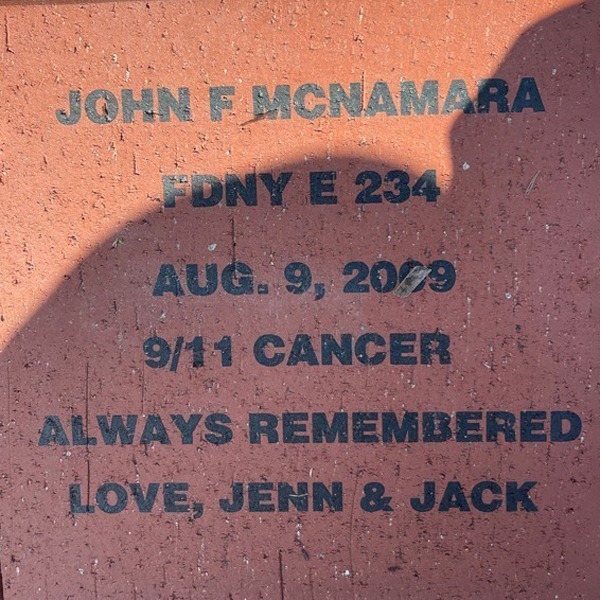 JOHN F MCNAMARA
FDNY E 234
AUG. 9, 2009
9/11 CANCER
ALWAYS REMEMBERED
LOVE, JENN & JACK